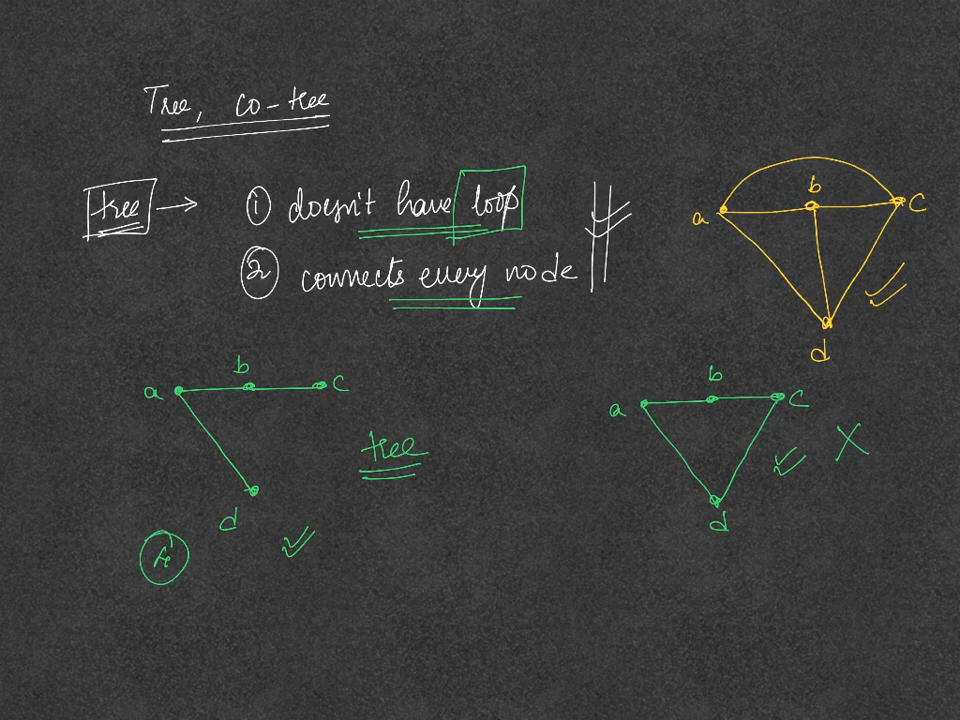 Tree, co-tree
tree → ① doesn't have loop
② connects every node
a b c d
a b c
d
tree
a b c
d
X